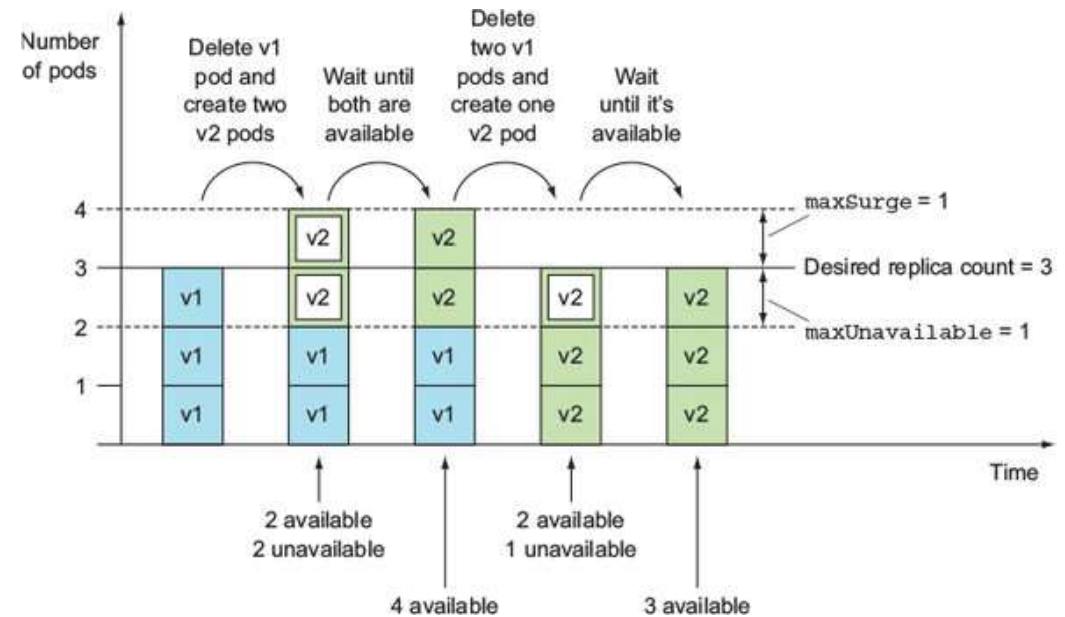 Number
of pods
Delete v1
pod and
create two
v2 pods
Wait until
both are
available
Delete
two v1
pods and
create one
v2 pod
Wait
until it's
available
4
3
2
1
maxSurge = 1
Desired replica count = 3
maxUnavailable = 1
v1
v1
v1
v2
v2
v1
v1
v2
v2
v1
v1
v2
v2
v2
v2
v2
v2
Time
2 available
2 unavailable
4 available
2 available
1 unavailable
3 available